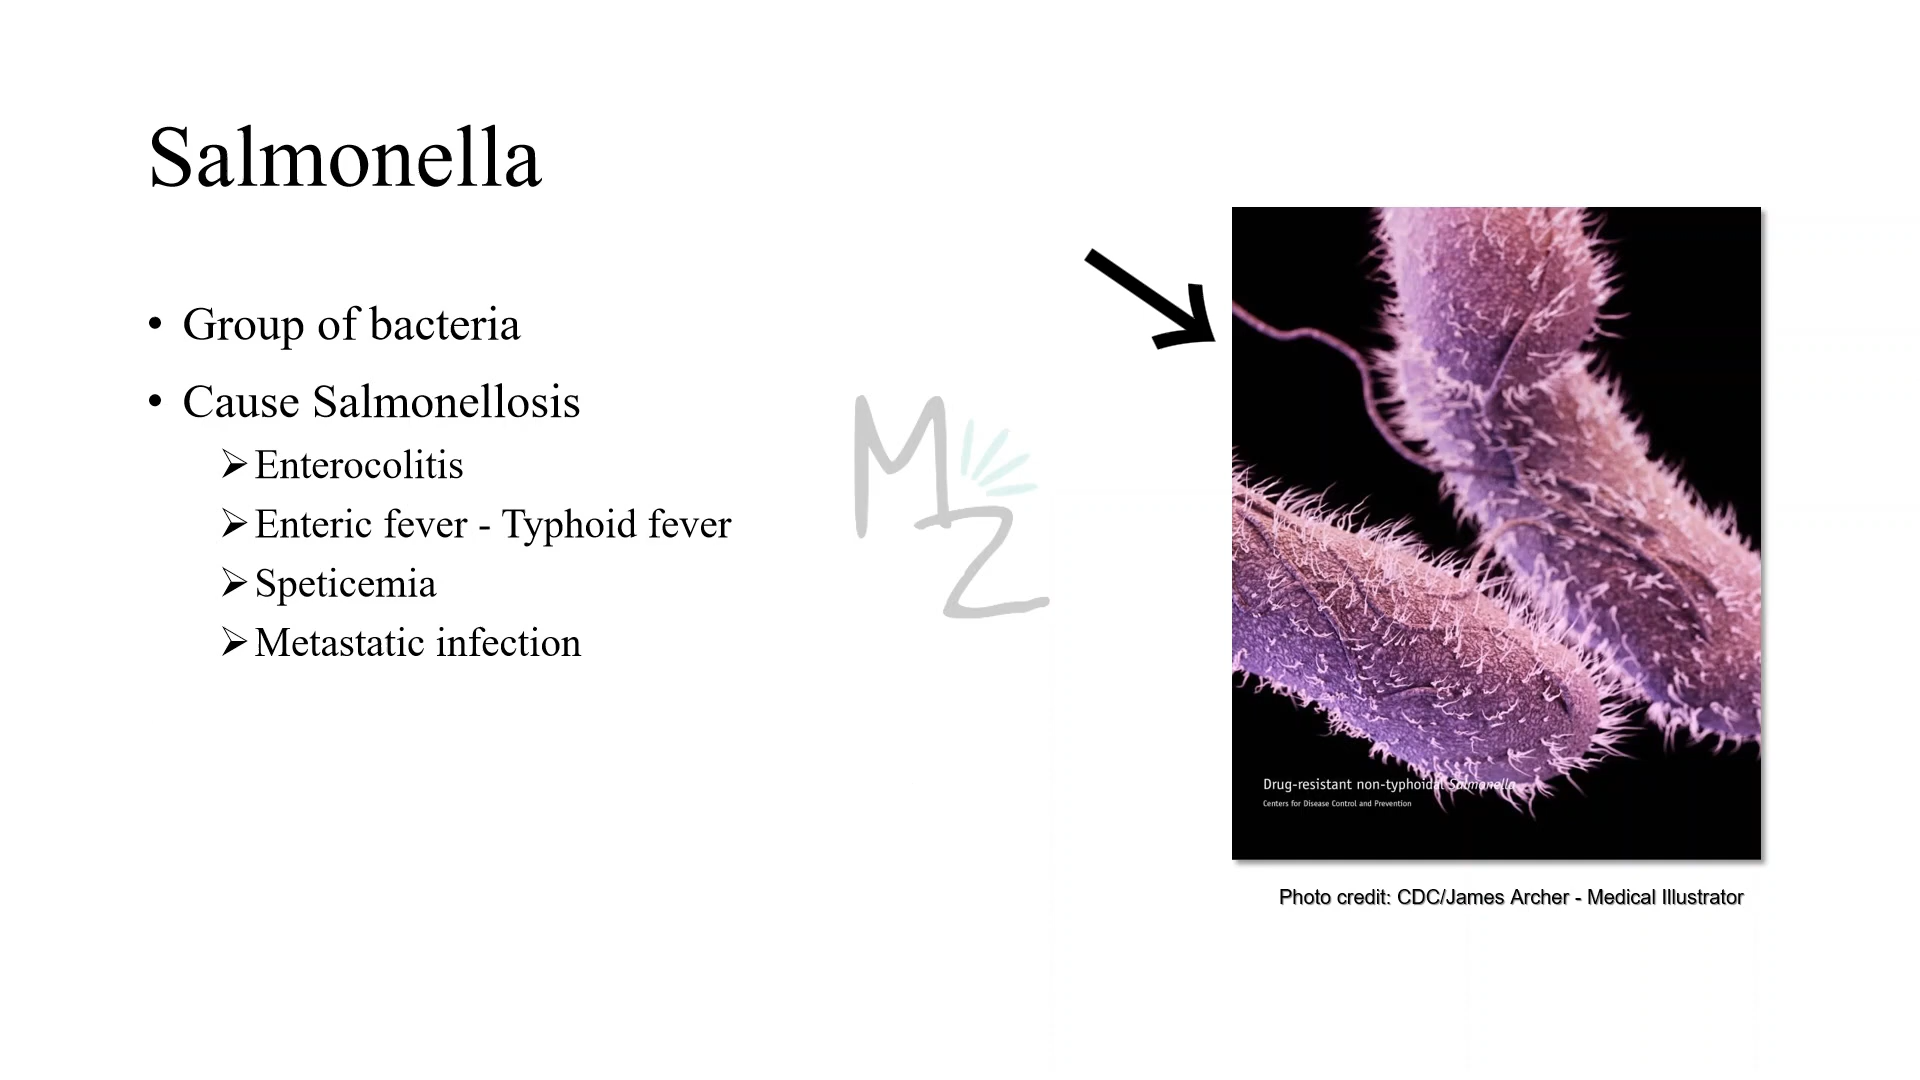 Salmonella
• Group of bacteria
• Cause Salmonellosis
➢ Enterocolitis
➢ Enteric fever - Typhoid fever
➢ Speticemia
➢ Metastatic infection
MZ
Drug-resistant non-typhoidal Salmonella
Centers for Disease Control and Prevention
Photo credit: CDC/James Archer - Medical Illustrator